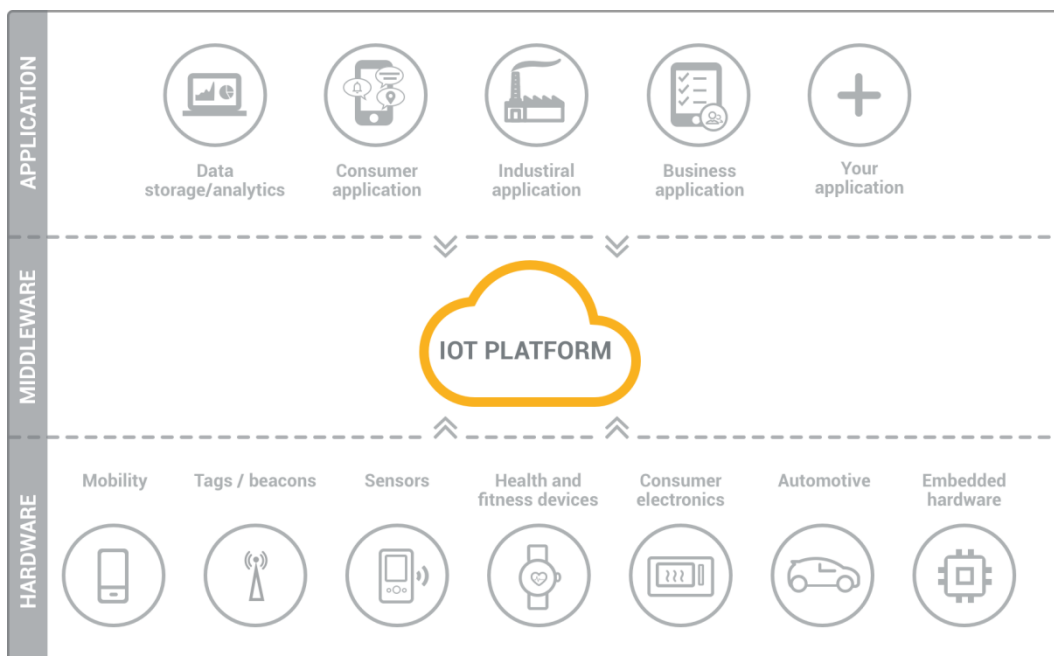 APPLICATION
Data
storage/analytics
Consumer
application
Industiral
application
Business
application
Your
application
MIDDLEWARE
IOT PLATFORM
HARDWARE
Mobility
Tags / beacons
Sensors
Health and
fitness devices
Consumer
electronics
Automotive
Embedded
hardware